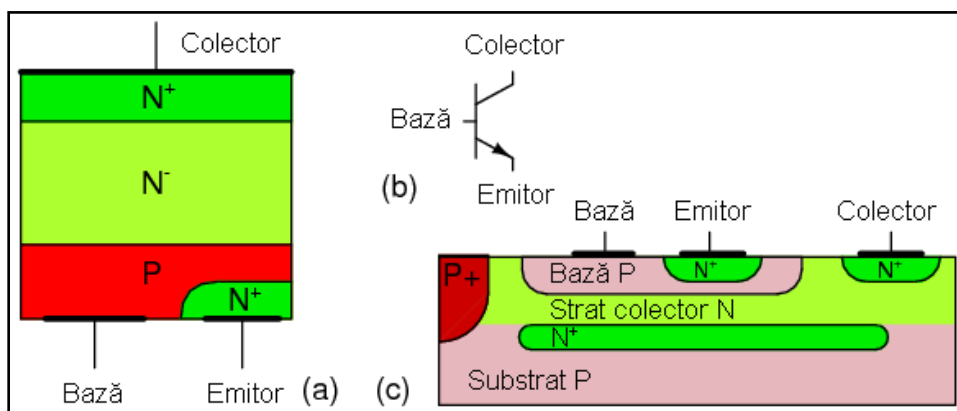 Colector
N⁺
N⁻
P
N⁺
Bază
Emitor
(a)
Colector
Bază
Emitor
(b)
Bază
Emitor
Colector
P+
Bază P
N⁺
N⁺
Strat colector N
N⁺
Substrat P
(c)